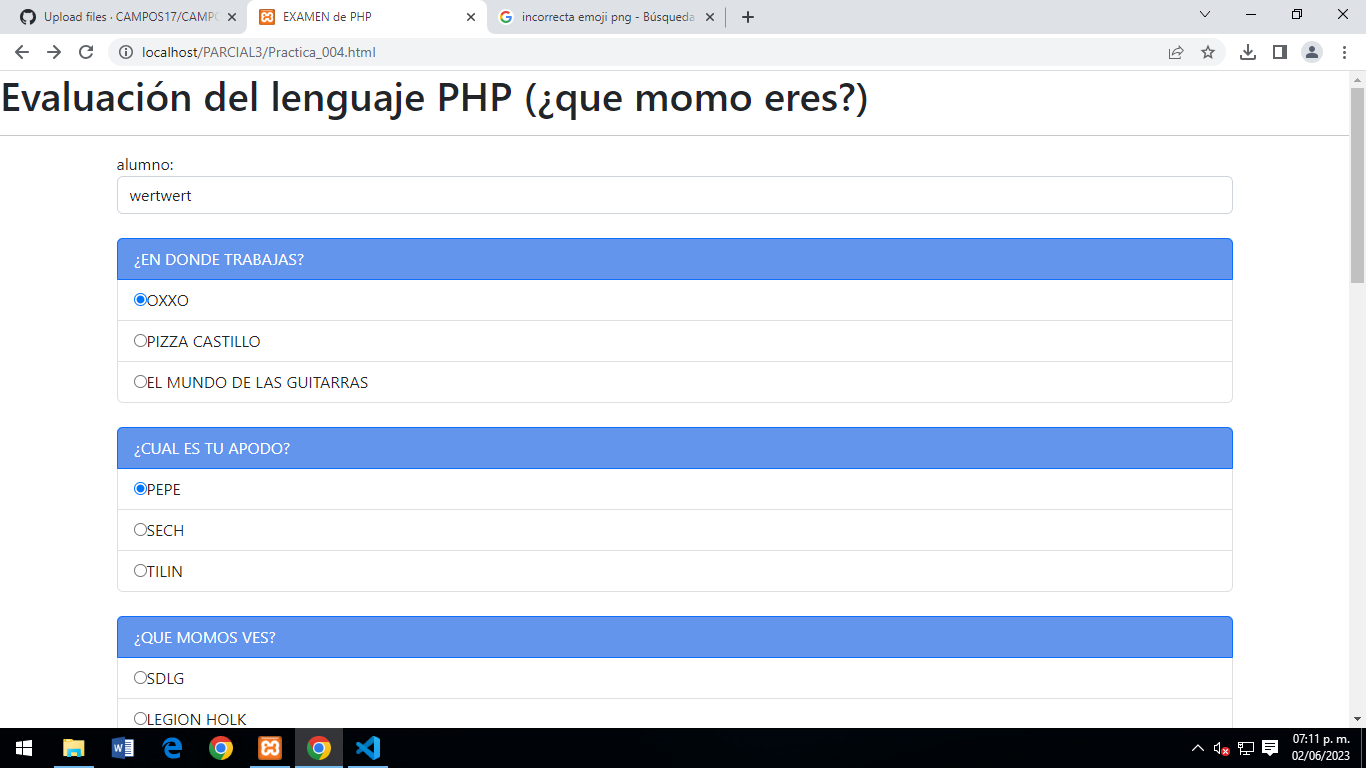 Upload files · CAMPOS17/CAMPO
EXAMEN de PHP
incorrecta emoji png - Búsqueda
localhost/PARCIAL3/Practica_004.html
Evaluación del lenguaje PHP (¿que momo eres?)
alumno:
wertwert
¿EN DONDE TRABAJAS?
OXXO
PIZZA CASTILLO
EL MUNDO DE LAS GUITARRAS
¿CUAL ES TU APODO?
PEPE
SECH
TILIN
¿QUE MOMOS VES?
SDLG
LEGION HOLK
07:11 p. m.
02/06/2023